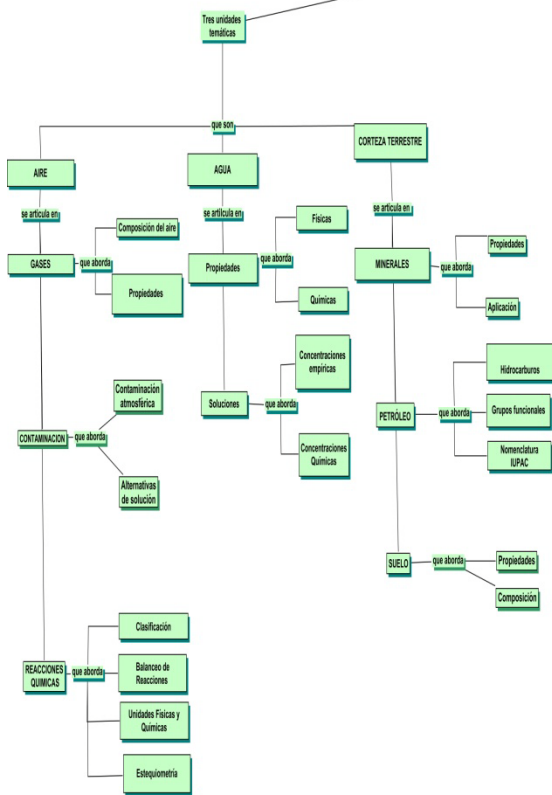 Tres unidades
temáticas
que son
AIRE
AGUA
CORTEZA TERRESTRE
se articula en
se artilcula en
se articula en
GASES
que aborda
Composición del aire
Propiedades
Propiedades
que aborda
Físicas
Químicas
MINERALES
que aborda
Propiedades
Aplicación
Soluciones
que aborda
Concentraciones
empíricas
Concentraciones
Químicas
PETRÓLEO
que aborda
Hidrocarburos
Grupos funcionales
Nomenclatura
IUPAC
CONTAMINACION
que aborda
Contaminación
atmosférica
Alternativas
de solución
SUELO
que aborda
Propiedades
Composición
REACCIONES
QUIMICAS
que aborda
Clasificación
Balanceo de
Reacciones
Unidades Físicas y
Químicas
Estequiometría